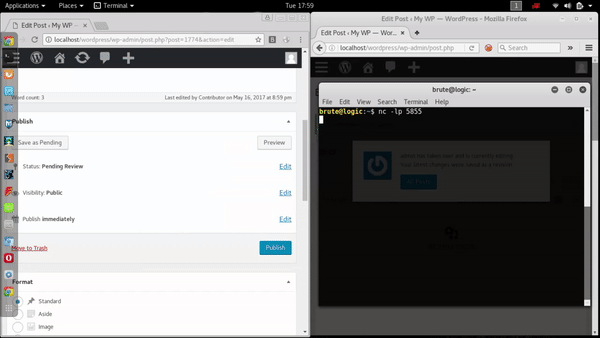 Applications ▾ Places ▾ Terminal ▾
Tue 17:59
1
Edit Post ‹ My WP —
localhost/wordpress/wp-admin/post.php?post=1774&action=edit
Word count: 3
Last edited by Contributor on May 16, 2017 at 8:59 pm
Publish
Save as Pending
Preview
Status: Pending Review
Edit
Visibility: Public
Edit
Publish immediately
Edit
Move to Trash
Publish
Format
Standard
Aside
Image
Edit Post ‹ My WP — WordPress - Mozilla Firefox
Edit Post ‹ My WP — Wor...
localhost/wordpress/wp-admin/post.php
Search
brute@logic: ~
File Edit View Search Terminal Help
brute@logic:~$ nc -lp 5855